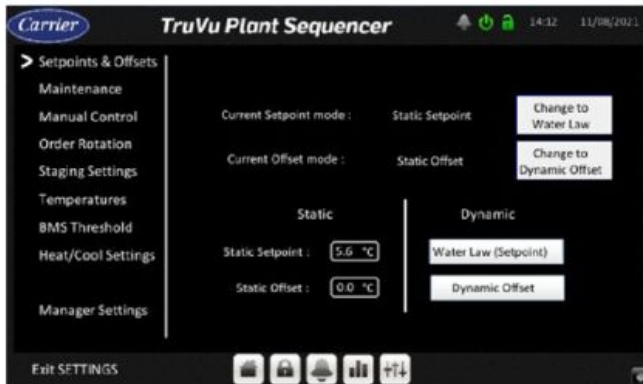 Carrier
TruVu Plant Sequencer
14:12 11/08/2021
Setpoints & Offsets
Maintenance
Manual Control
Order Rotation
Staging Settings
Temperatures
BMS Threshold
Heat/Cool Settings
Manager Settings
Exit SETTINGS
Current Setpoint mode : Static Setpoint
Change to
Water Law
Current Offset mode : Static Offset
Change to
Dynamic Offset
Static
Static Setpoint : 5.6 °C
Static Offset : 0.0 °C
Dynamic
Water Law (Setpoint)
Dynamic Offset